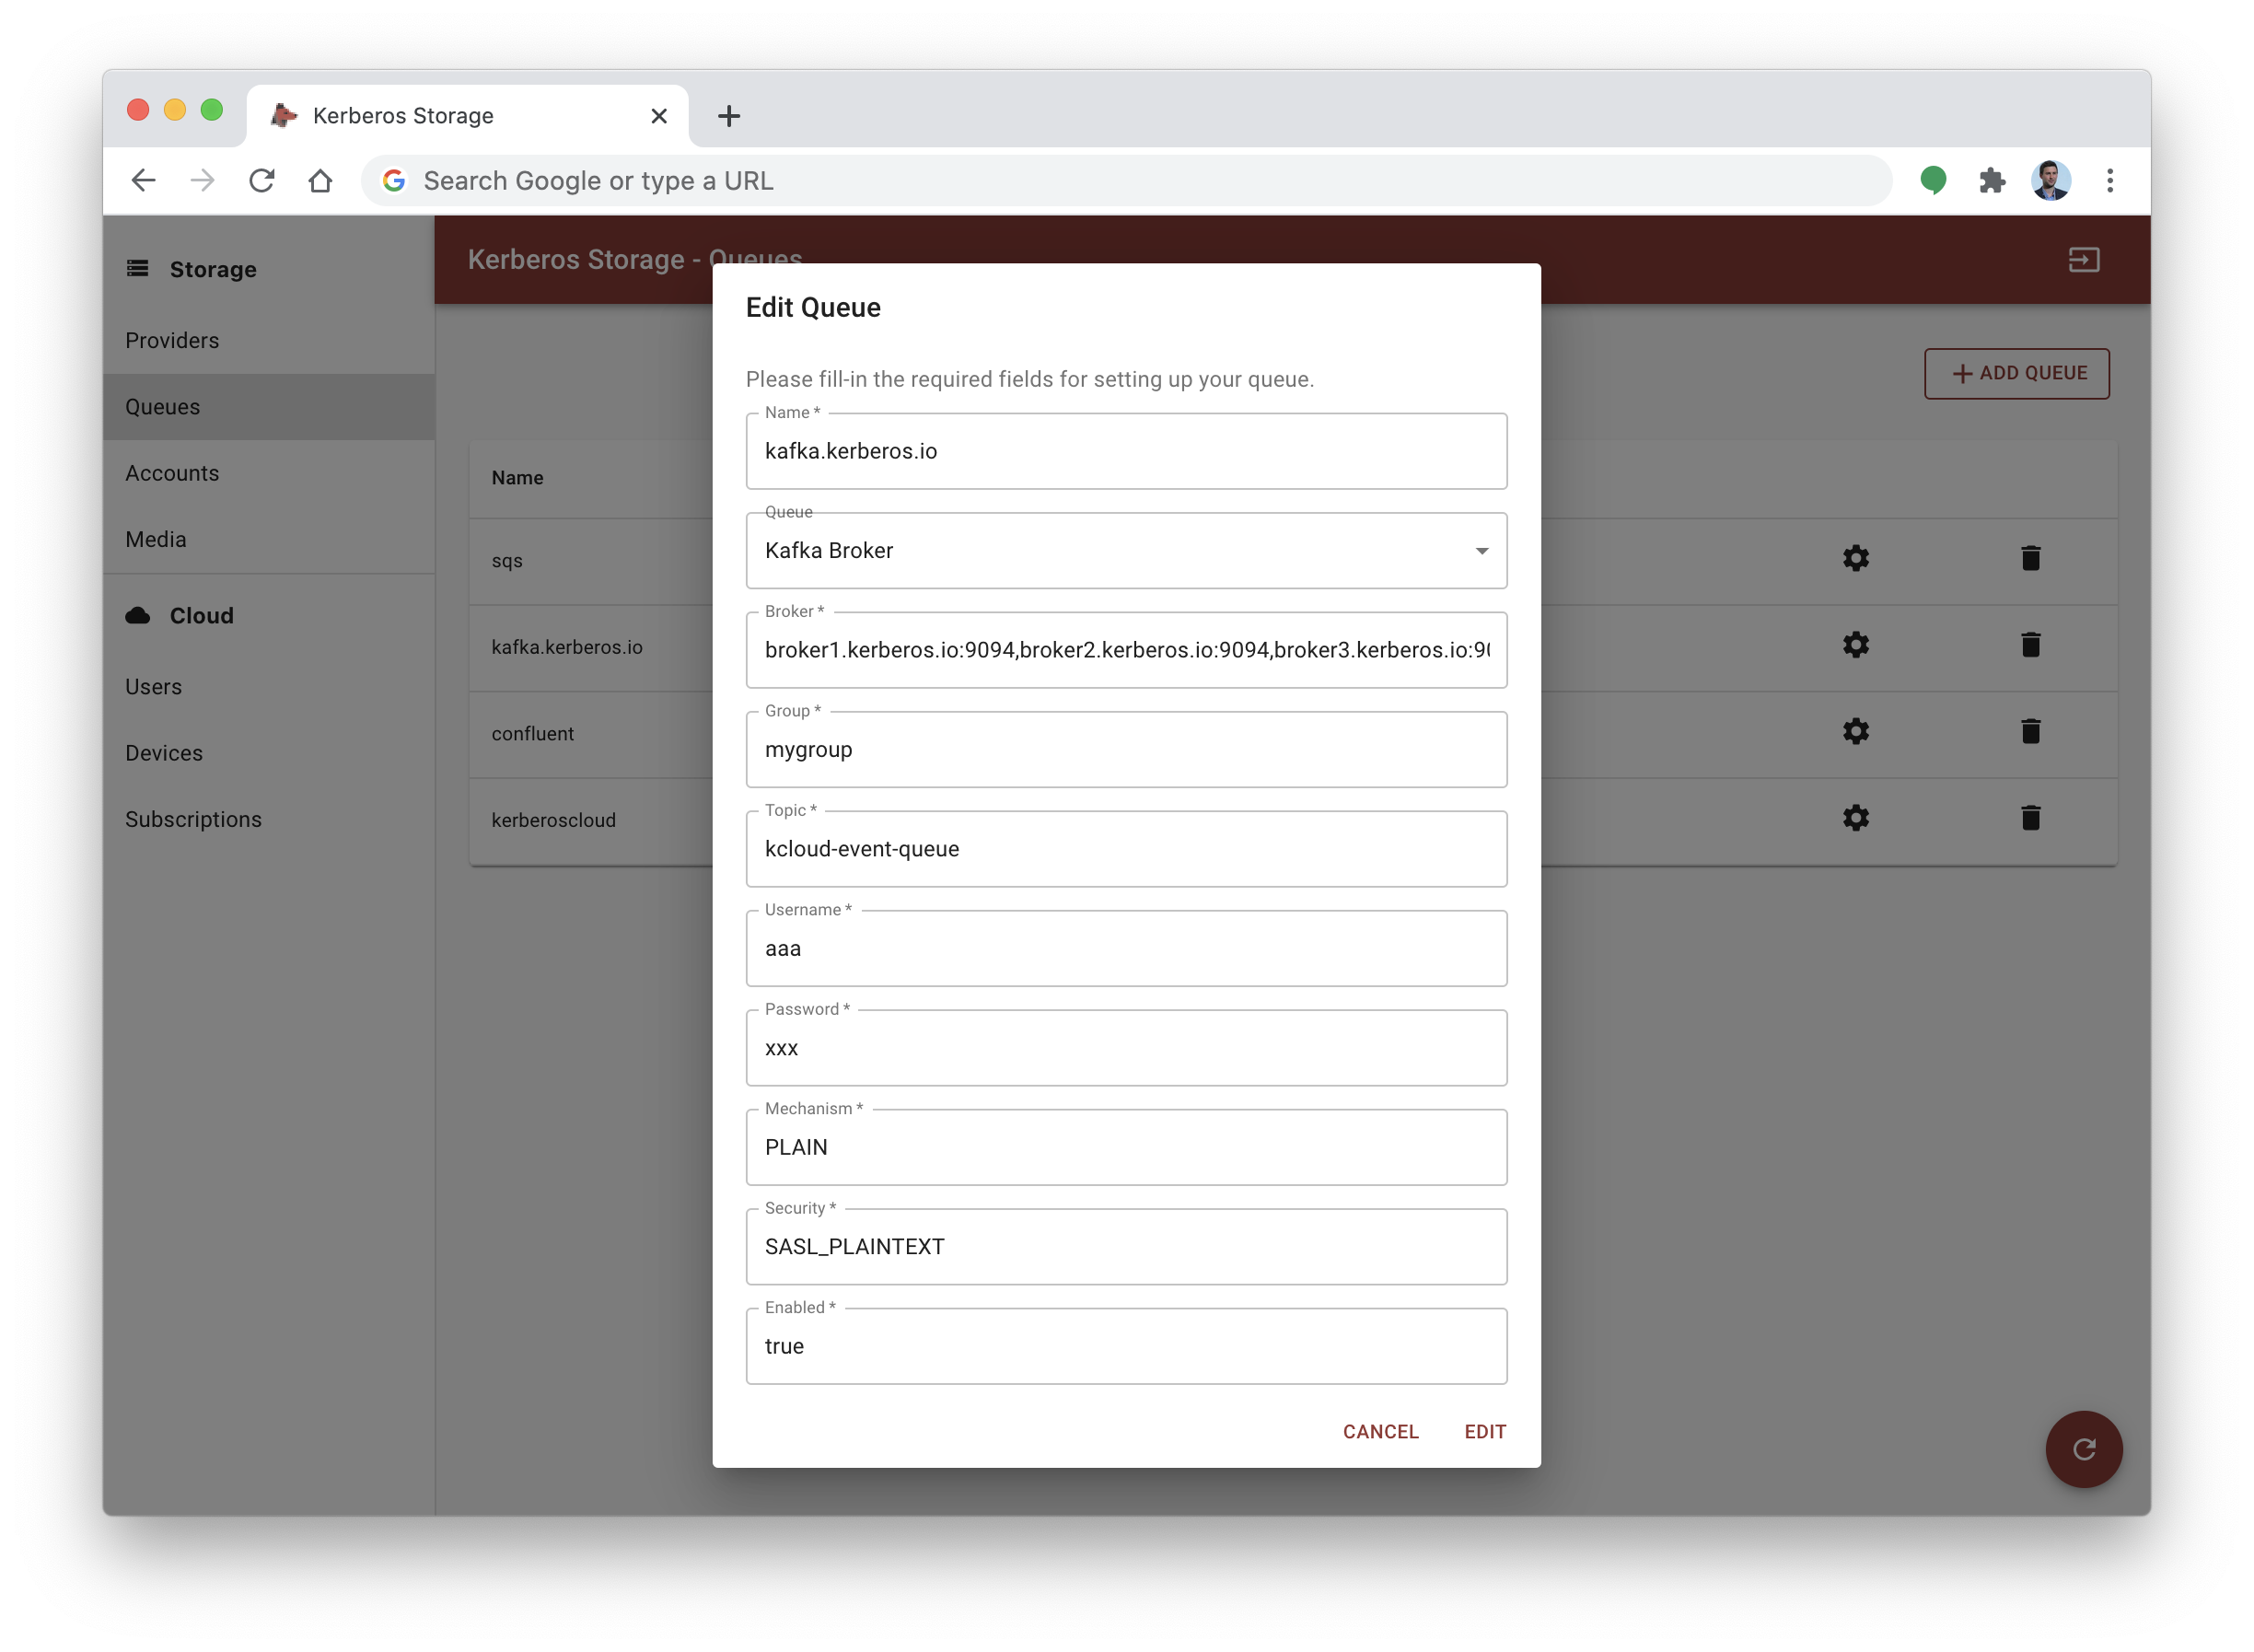 Kerberos Storage
Search Google or type a URL
Storage
Providers
Queues
Accounts
Media
Cloud
Users
Devices
Subscriptions
Kerberos Storage - Queues
ADD QUEUE
Name
sqs
kafka.kerberos.io
confluent
kerberoscloud
Edit Queue
Please fill-in the required fields for setting up your queue.
Name *
kafka.kerberos.io
Queue
Kafka Broker
Broker *
broker1.kerberos.io:9094,broker2.kerberos.io:9094,broker3.kerberos.io:90
Group *
mygroup
Topic *
kcloud-event-queue
Username *
aaa
Password *
xxx
Mechanism *
PLAIN
Security *
SASL_PLAINTEXT
Enabled *
true
CANCEL EDIT